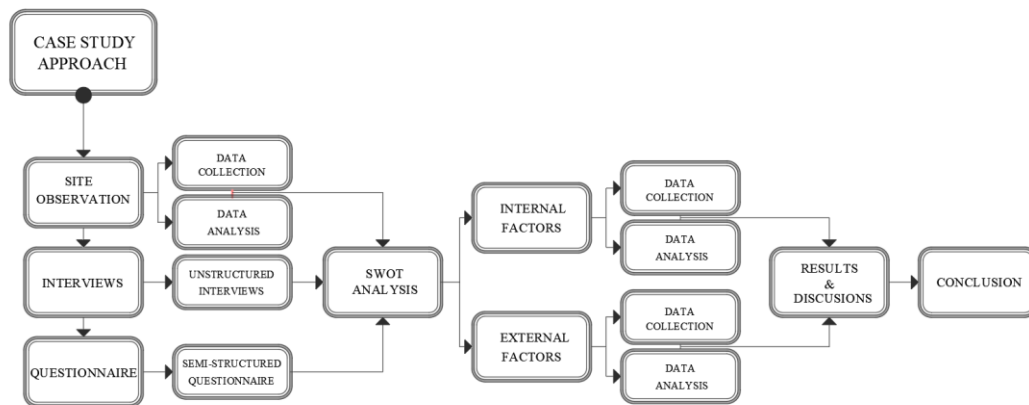 CASE STUDY
APPROACH
SITE
OBSERVATION
DATA
COLLECTION
DATA
ANALYSIS
INTERVIEWS
UNSTRUCTURED
INTERVIEWS
QUESTIONNAIRE
SEMI-STRUCTURED
QUESTIONNAIRE
SWOT
ANALYSIS
INTERNAL
FACTORS
DATA
COLLECTION
DATA
ANALYSIS
EXTERNAL
FACTORS
DATA
COLLECTION
DATA
ANALYSIS
RESULTS
&
DISCUSIONS
CONCLUSION